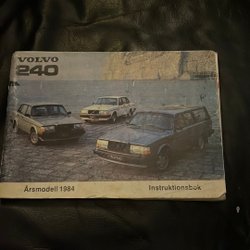 VOLVO
240
Årsmodell 1984
Instruktionsbok